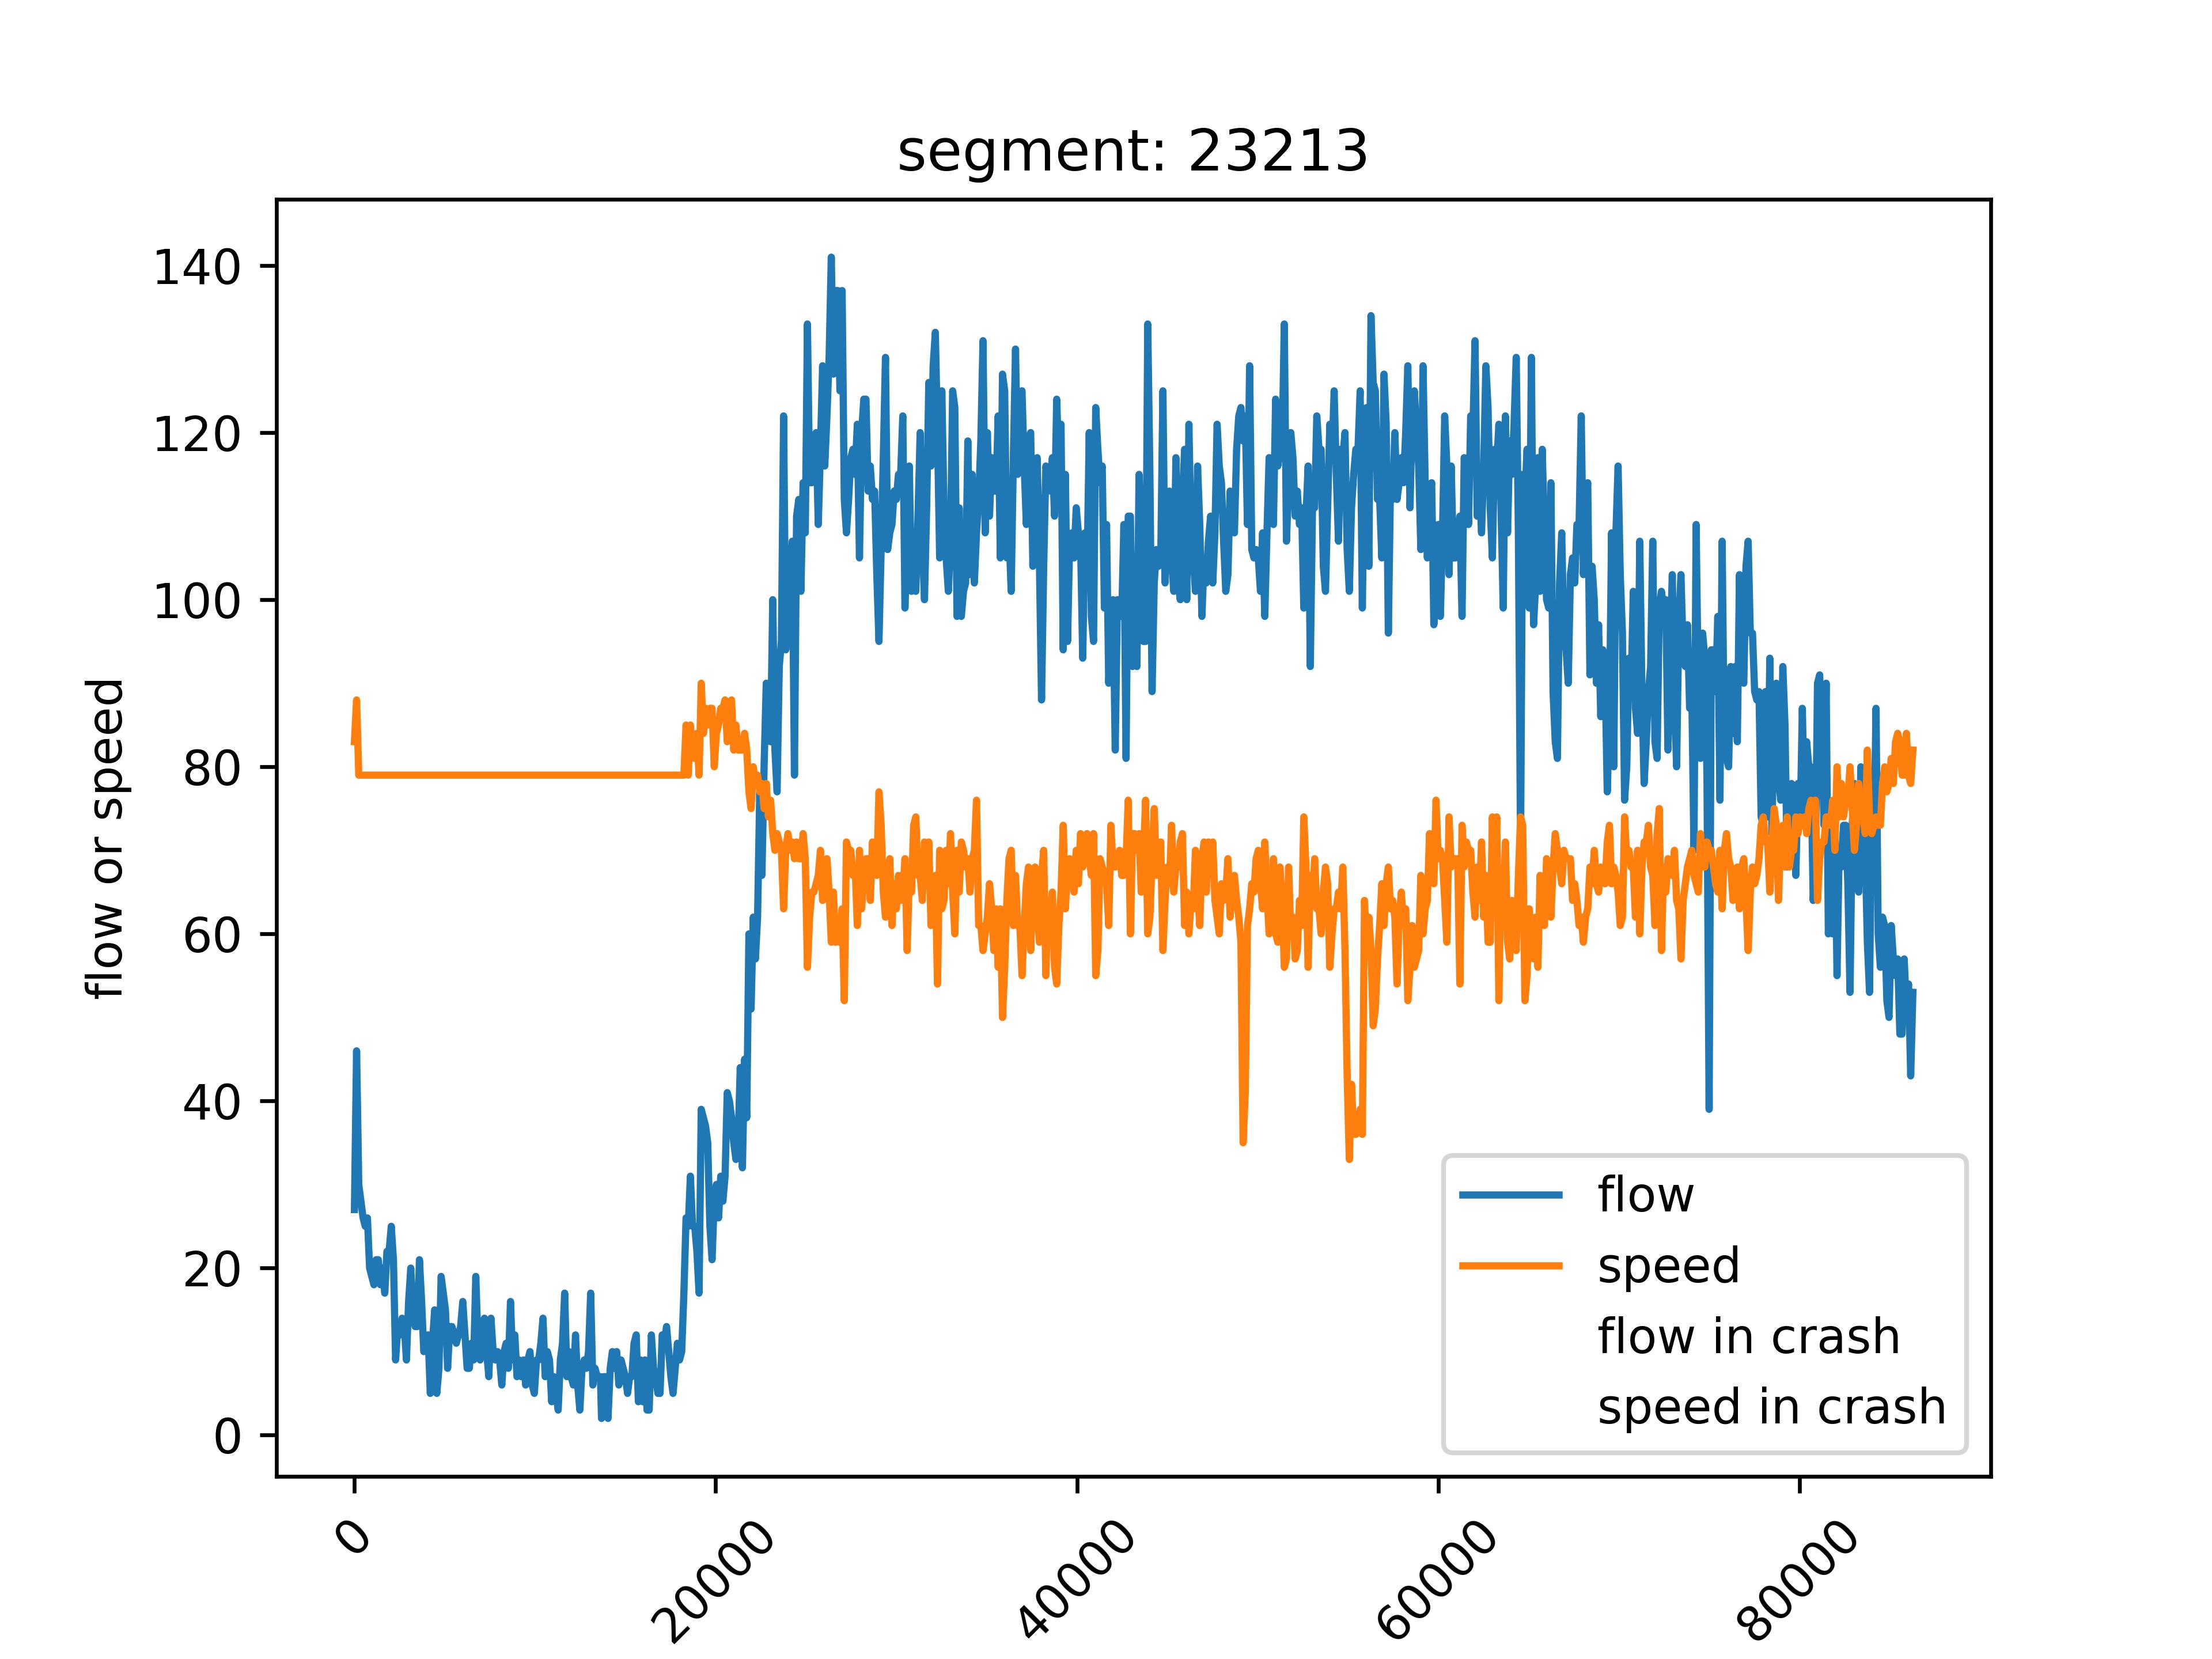 segment: 23213
140
120
100
80
60
40
20
0
flow or speed
flow
speed
flow in crash
speed in crash
0
20000
40000
60000
80000